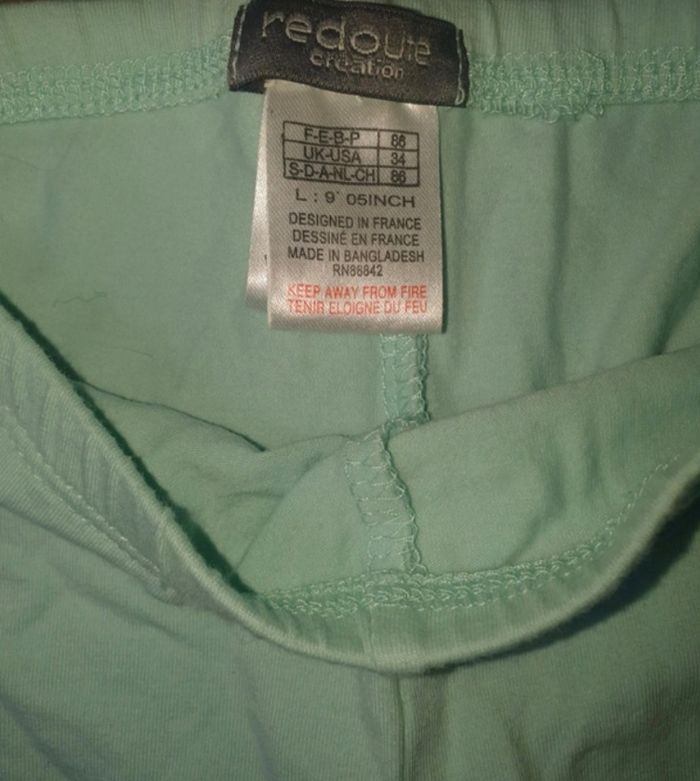 redoute
création
F-E-B-P 86
UK-USA 34
S-D-A-NL-CH 86
L : 9` 05INCH
DESIGNED IN FRANCE
DESSINÉ EN FRANCE
MADE IN BANGLADESH
RN86842
KEEP AWAY FROM FIRE
TENIR ELOIGNE DU FEU